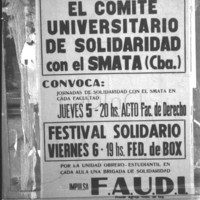 EL COMITE
UNIVERSITARIO
DE SOLIDARIDAD
con el SMATA (Cba.)
CONVOCA:
JORNADAS DE SOLIDARIDAD CON EL SMATA EN
CADA FACULTAD
JUEVES 5 - 20 hs. ACTO Fac. de Derecho
FESTIVAL SOLIDARIO
VIERNES 6 - 19 hs. FED. de BOX
POR LA UNIDAD OBRERO-ESTUDIANTIL EN
CADA AULA UNA BRIGADA DE SOLIDARIDAD
IMPULSA FAUDI